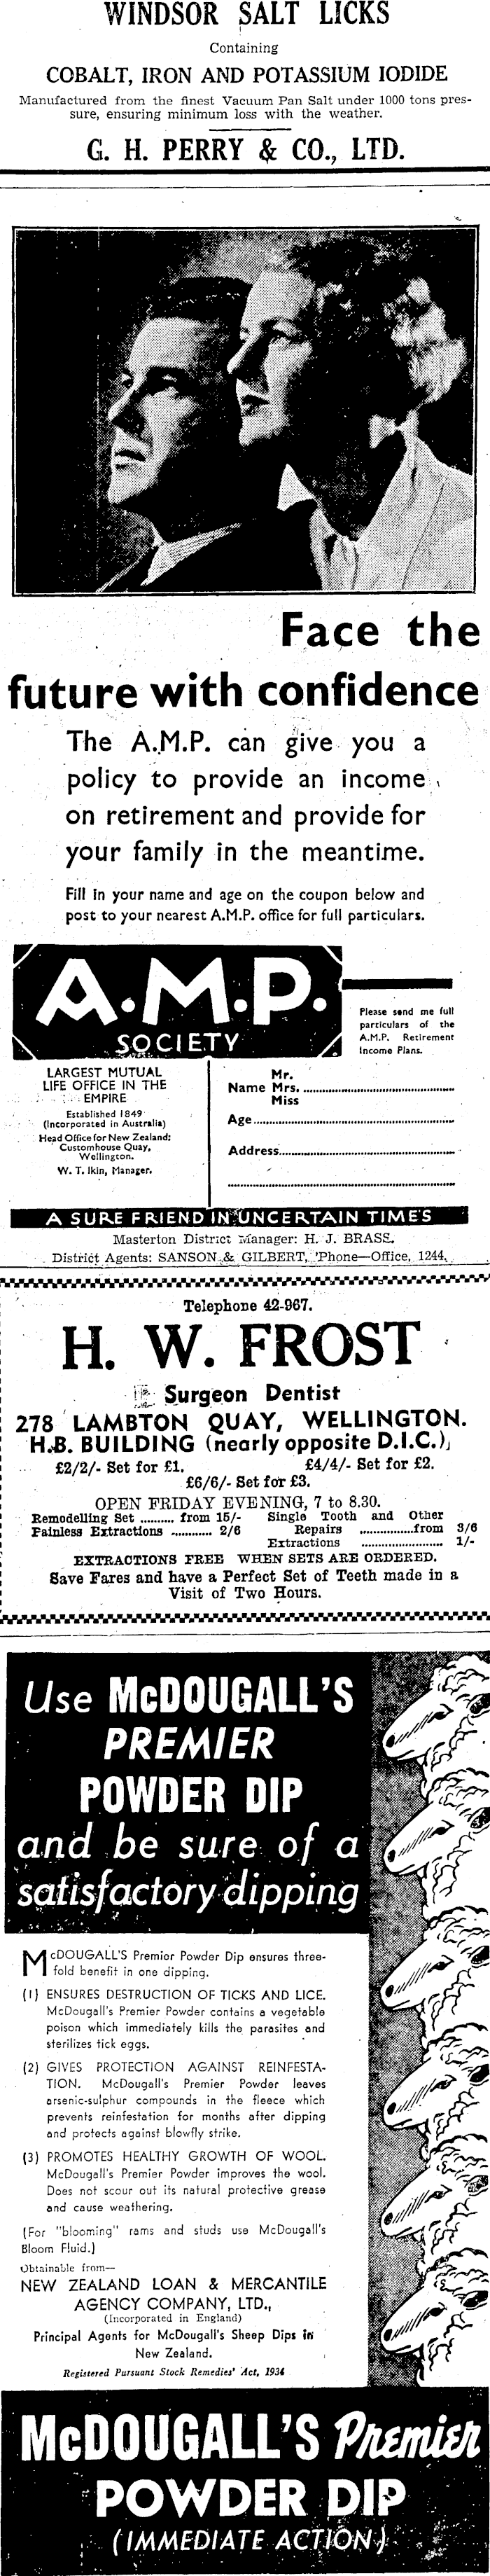 WINDSOR SALT LICKS
Containing
COBALT, IRON AND POTASSIUM IODIDE
Manufactured from the finest Vacuum Pan Salt under 1000 tons pres-
sure, ensuring minimum loss with the weather.
G. H. PERRY & CO., LTD.
Face the
future with confidence
The A.M.P. can give you a
policy to provide an income
on retirement and provide for
your family in the meantime.
Fill in your name and age on the coupon below and
post to your nearest A.M.P. office for full particulars.
A.M.P.
SOCIETY
Please send me full
particulars of the
A.M.P. Retirement
Income Plans.
LARGEST MUTUAL
LIFE OFFICE IN THE
EMPIRE
Established 1849
(Incorporated in Australia)
Head Office for New Zealand:
Customhouse Quay,
Wellington.
W. T. Ikin, Manager.
Mr.
Name Mrs. ..............................
Miss
Age..............................
Address..............................
..............................
A SURE FRIEND IN UNCERTAIN TIMES
Masterton District Manager: H. J. BRASS.
District Agents: SANSON & GILBERT, 'Phone—Office, 1244.
Telephone 42-967.
H. W. FROST
Surgeon Dentist
278 LAMBTON QUAY, WELLINGTON.
H.B. BUILDING (nearly opposite D.I.C.)
£2/2/- Set for £1. £4/4/- Set for £2.
£6/6/- Set for £3.
OPEN FRIDAY EVENING, 7 to 8.30.
Remodelling Set .......... from 15/-
Painless Extractions ........... 2/6
Single Tooth and Other
Repairs ...............from 3/6
Extractions ...................... 1/-
EXTRACTIONS FREE WHEN SETS ARE ORDERED.
Save Fares and have a Perfect Set of Teeth made in a
Visit of Two Hours.
Use McDOUGALL'S
PREMIER
POWDER DIP
and be sure of a
satisfactory dipping
McDOUGALL'S Premier Powder Dip ensures three-
fold benefit in one dipping.
(1) ENSURES DESTRUCTION OF TICKS AND LICE.
McDougall's Premier Powder contains a vegetable
poison which immediately kills the parasites and
sterilizes tick eggs.
(2) GIVES PROTECTION AGAINST REINFESTA-
TION. McDougall's Premier Powder leaves
arsenic-sulphur compounds in the fleece which
prevents reinfestation for months after dipping
and protects against blowfly strike.
(3) PROMOTES HEALTHY GROWTH OF WOOL.
McDougall's Premier Powder improves the wool.
Does not scour out its natural protective grease
and cause weathering.
(For "blooming" rams and studs use McDougall's
Bloom Fluid.)
Obtainable from—
NEW ZEALAND LOAN & MERCANTILE
AGENCY COMPANY, LTD.,
(Incorporated in England)
Principal Agents for McDougall's Sheep Dips in
New Zealand.
Registered Pursuant Stock Remedies' Act, 1934
McDOUGALL'S Premier
POWDER DIP
(IMMEDIATE ACTION)